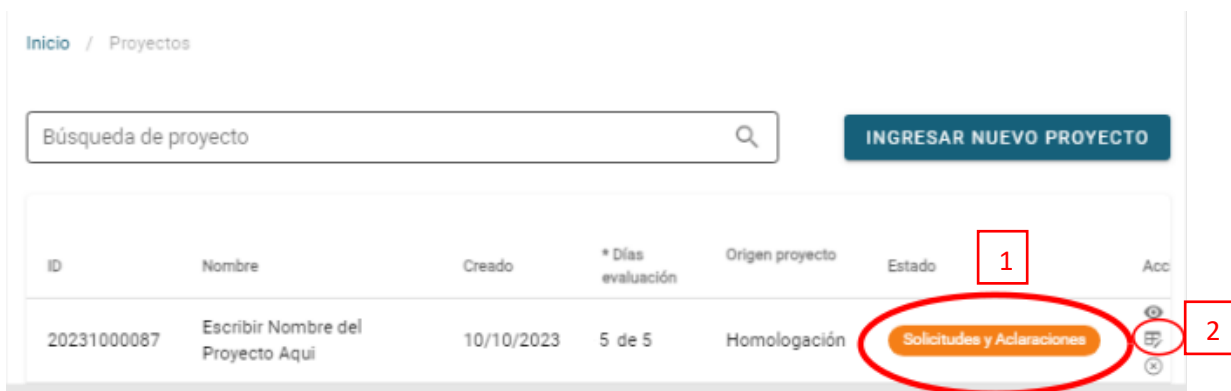 Inicio / Proyectos
Búsqueda de proyecto
INGRESAR NUEVO PROYECTO
1
ID Nombre Creado * Días evaluación Origen proyecto Estado Acc
20231000087 Escribir Nombre del Proyecto Aqui 10/10/2023 5 de 5 Homologación Solicitudes y Aclaraciones
2